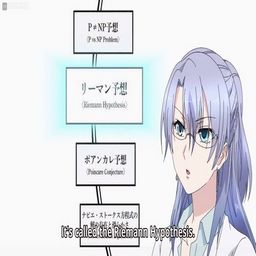 P≠NP予想
(P vs NP Problem)
リーマン予想
(Riemann Hypothesis)
ポアンカレ予想
(Poincare Conjecture)
ナビエ・ストークス方程式の
It's called the Riemann Hypothesis.